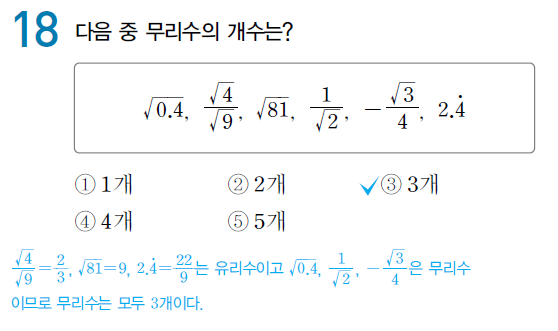 18 다음 중 무리수의 개수는?
√0.4, √4/√9, √81, 1/√2, −√3/4, 2.4̇
① 1개 ② 2개 ✓③ 3개
④ 4개 ⑤ 5개
√4/√9=2/3, √81=9, 2.4̇=22/9는 유리수이고 √0.4, 1/√2, −√3/4은 무리수
이므로 무리수는 모두 3개이다.